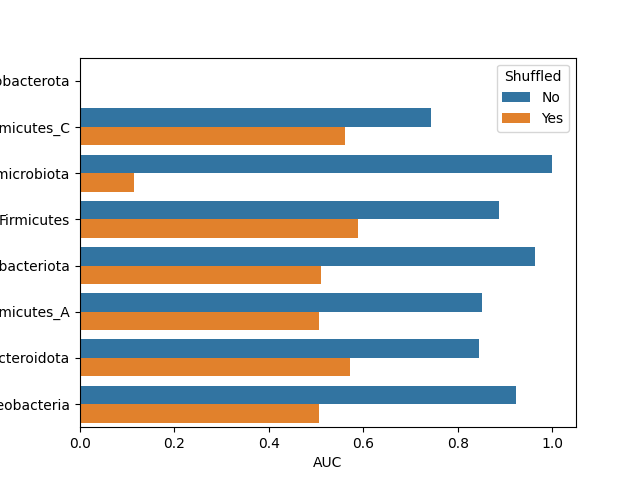 obacterota
micutes_C
microbiota
Firmicutes
bacteriota
micutes_A
cteroidota
eobacteria
0.0 0.2 0.4 0.6 0.8 1.0
AUC
Shuffled
No
Yes